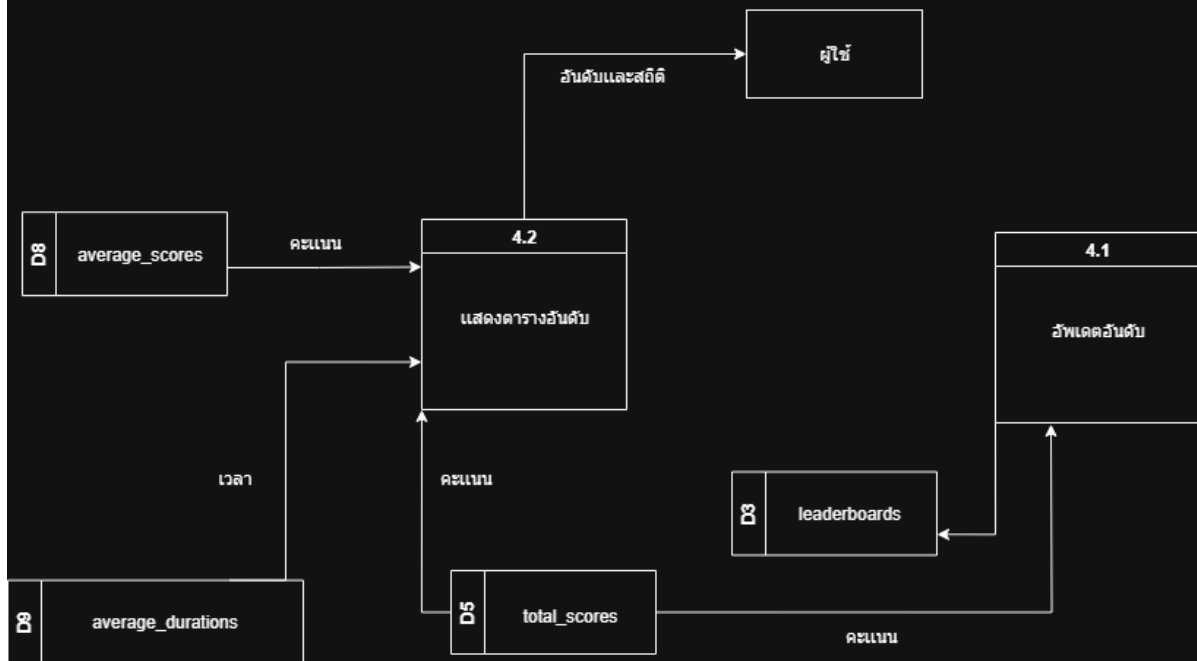 ผู้ใช้
อันดับและสถิติ
D8
average_scores
คะแนน
4.2
แสดงตารางอันดับ
4.1
อัพเดตอันดับ
เวลา
คะแนน
D3
leaderboards
D9
average_durations
D5
total_scores
คะแนน